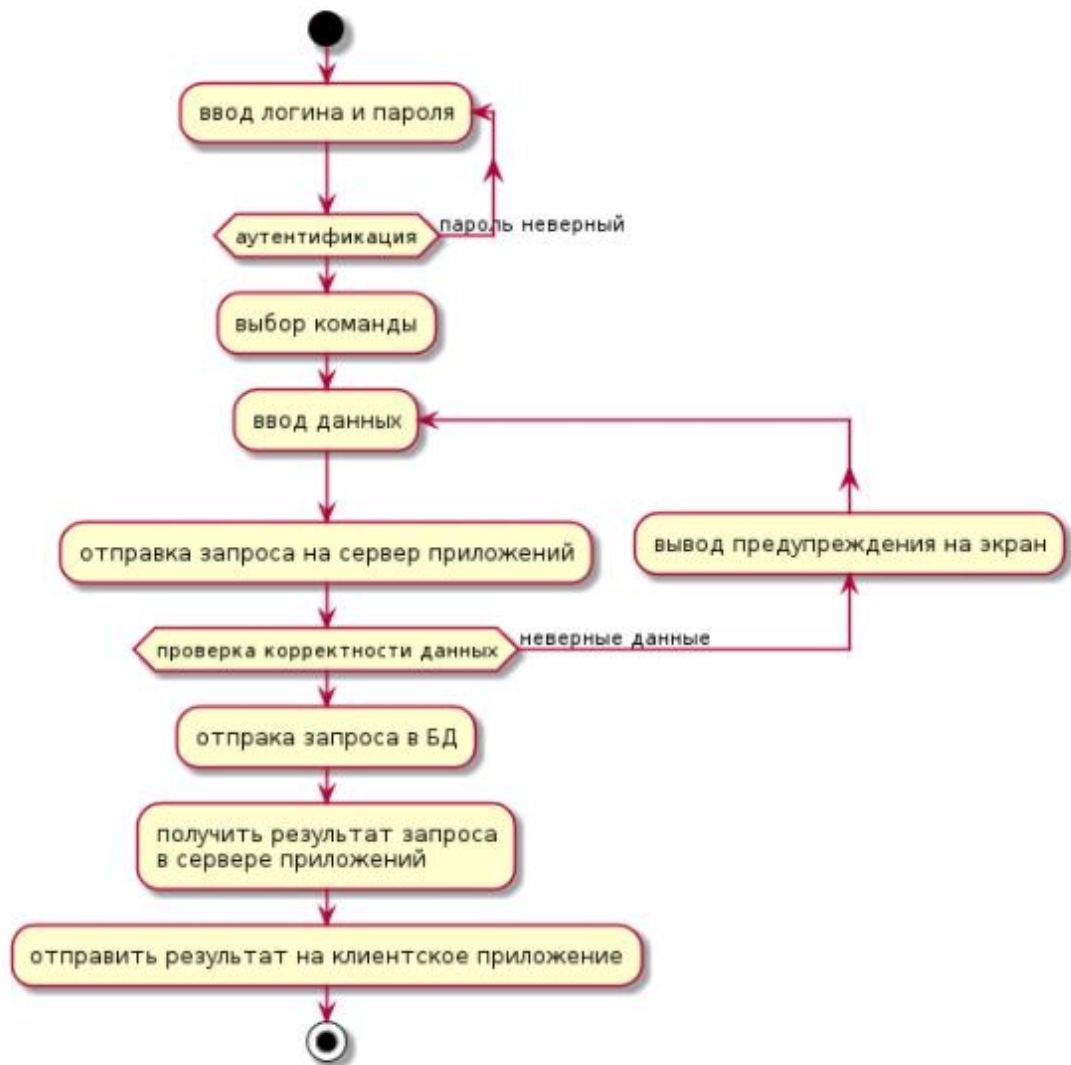 ввод логина и пароля
пароль неверный
аутентификация
выбор команды
ввод данных
отправка запроса на сервер приложений
вывод предупреждения на экран
неверные данные
проверка корректности данных
отпрака запроса в БД
получить результат запроса
в сервере приложений
отправить результат на клиентское приложение